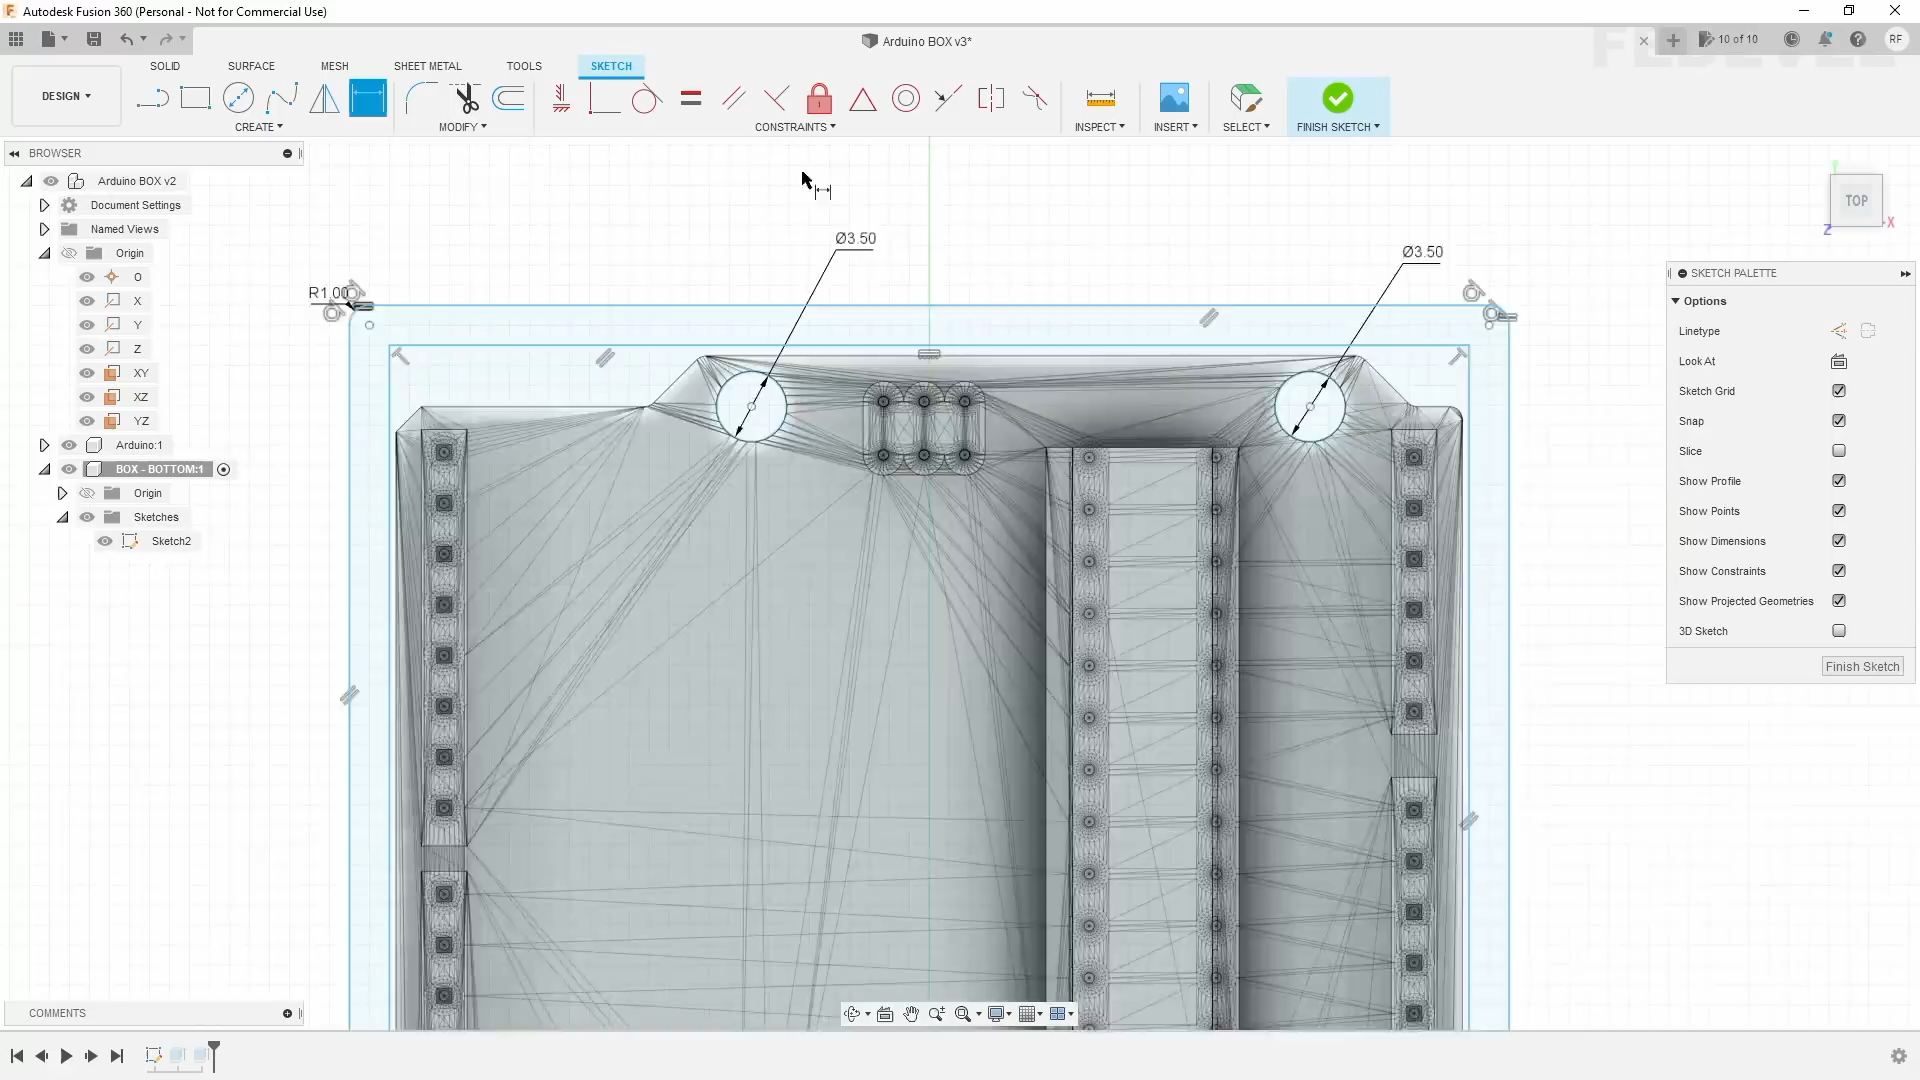 Autodesk Fusion 360 (Personal - Not for Commercial Use)
Arduino BOX v3*
10 of 10
RF
FEDEVEL
DESIGN
SOLID
SURFACE
MESH
SHEET METAL
TOOLS
SKETCH
CREATE
MODIFY
CONSTRAINTS
INSPECT
INSERT
SELECT
FINISH SKETCH
BROWSER
Arduino BOX v2
Document Settings
Named Views
Origin
O
X
Y
Z
XY
XZ
YZ
Arduino:1
BOX - BOTTOM:1
Origin
Sketches
Sketch2
R1.00
Ø3.50
Ø3.50
TOP
X
Z
SKETCH PALETTE
Options
Linetype
Look At
Sketch Grid
Snap
Slice
Show Profile
Show Points
Show Dimensions
Show Constraints
Show Projected Geometries
3D Sketch
Finish Sketch
COMMENTS